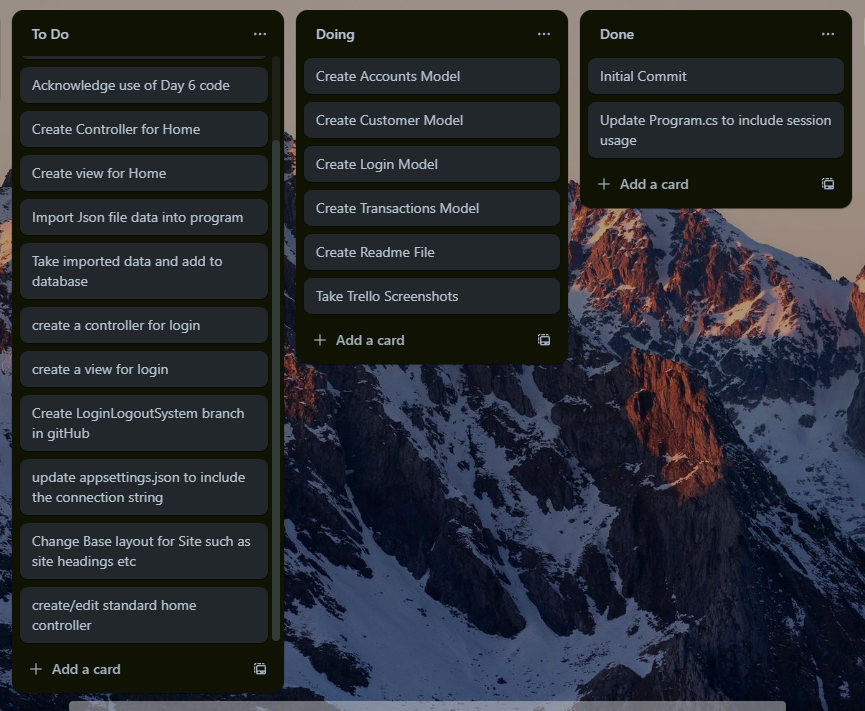 To Do
Acknowledge use of Day 6 code
Create Controller for Home
Create view for Home
Import Json file data into program
Take imported data and add to
database
create a controller for login
create a view for login
Create LoginLogoutSystem branch
in gitHub
update appsettings.json to include
the connection string
Change Base layout for Site such as
site headings etc
create/edit standard home
controller
+ Add a card
Doing
Create Accounts Model
Create Customer Model
Create Login Model
Create Transactions Model
Create Readme File
Take Trello Screenshots
+ Add a card
Done
Initial Commit
Update Program.cs to include session
usage
+ Add a card